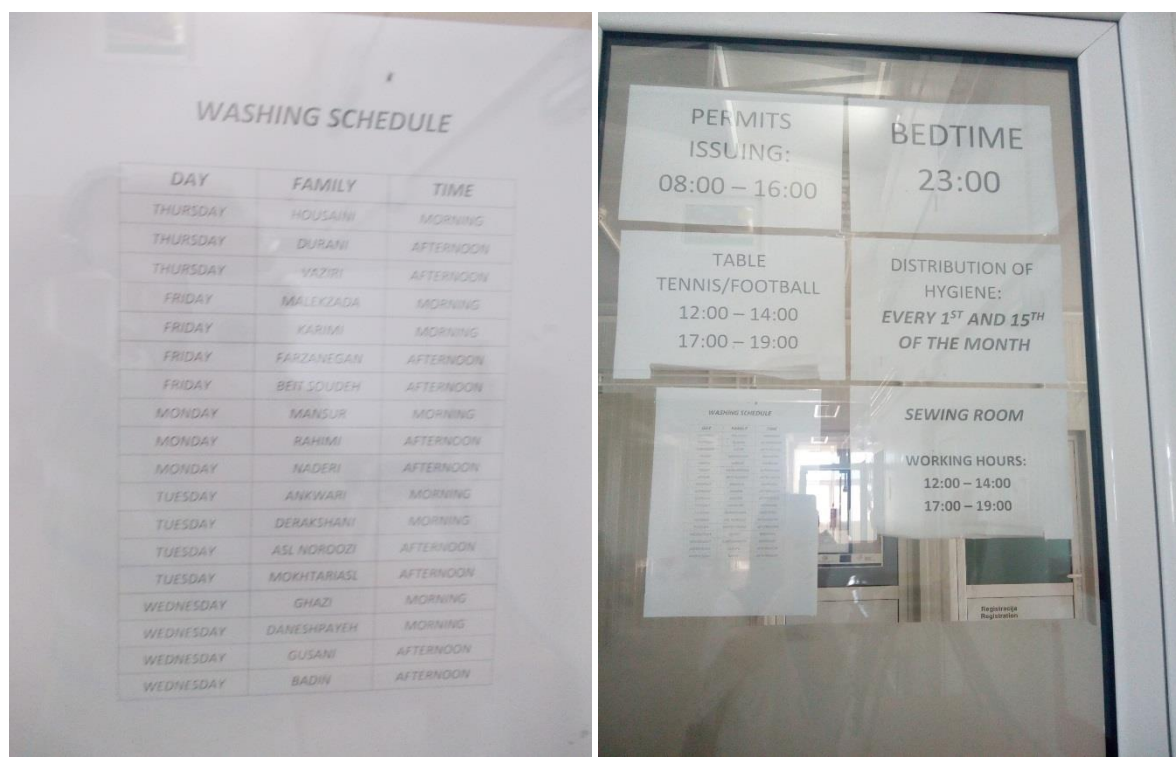 WASHING SCHEDULE
DAY FAMILY TIME
THURSDAY HOUSAINI MORNING
THURSDAY DURANI AFTERNOON
THURSDAY VAZIRI AFTERNOON
FRIDAY MALEKZADA MORNING
FRIDAY KARIMI MORNING
FRIDAY FARZANEGAN AFTERNOON
FRIDAY BEIT SOUDEH AFTERNOON
MONDAY MANSUR MORNING
MONDAY RAHIMI AFTERNOON
MONDAY NADERI AFTERNOON
TUESDAY ANKWARI MORNING
TUESDAY DERAKSHANI MORNING
TUESDAY ASL NOROOZI AFTERNOON
TUESDAY MOKHTARIASL AFTERNOON
WEDNESDAY GHAZI MORNING
WEDNESDAY DANESHPAYEH MORNING
WEDNESDAY GUSANI AFTERNOON
WEDNESDAY BADIN AFTERNOON
PERMITS
ISSUING:
08:00 – 16:00
BEDTIME
23:00
TABLE
TENNIS/FOOTBALL
12:00 – 14:00
17:00 – 19:00
DISTRIBUTION OF
HYGIENE:
EVERY 1ST AND 15TH
OF THE MONTH
WASHING SCHEDULE
DAY FAMILY TIME
SEWING ROOM
WORKING HOURS:
12:00 – 14:00
17:00 – 19:00
Registracija
Registration